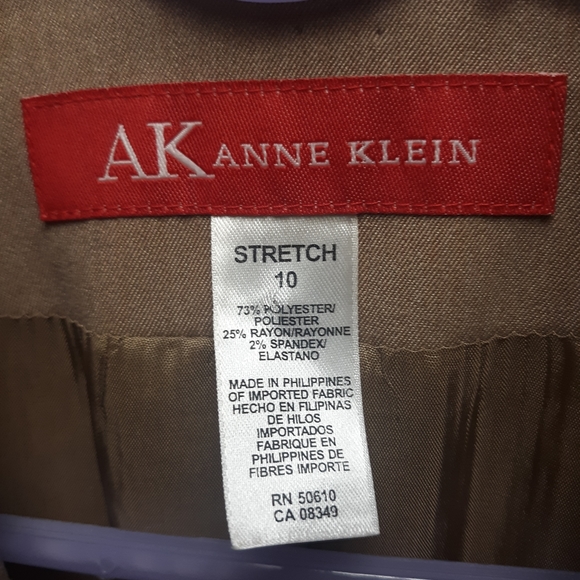 AK ANNE KLEIN
STRETCH
10
73% POLYESTER/
POLIESTER
25% RAYON/RAYONNE
2% SPANDEX/
ELASTANO
MADE IN PHILIPPINES
OF IMPORTED FABRIC
HECHO EN FILIPINAS
DE HILOS
IMPORTADOS
FABRIQUE EN
PHILIPPINES DE
FIBRES IMPORTE
RN 50610
CA 08349